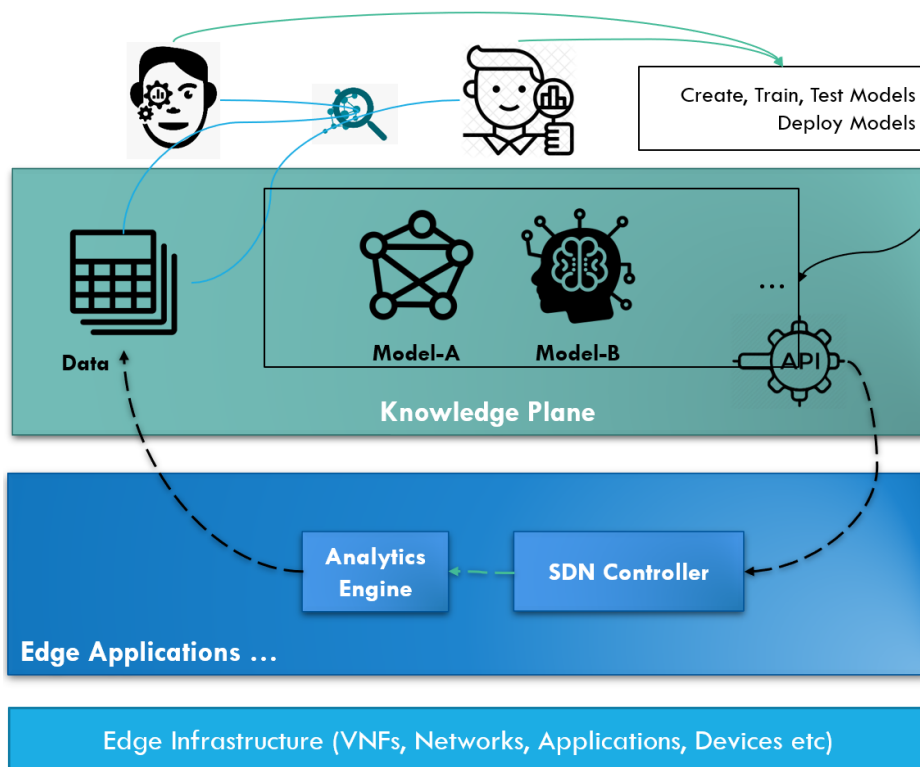 Create, Train, Test Models
Deploy Models
Data
Model-A
Model-B
...
API
Knowledge Plane
Analytics
Engine
SDN Controller
Edge Applications ...
Edge Infrastructure (VNFs, Networks, Applications, Devices etc)